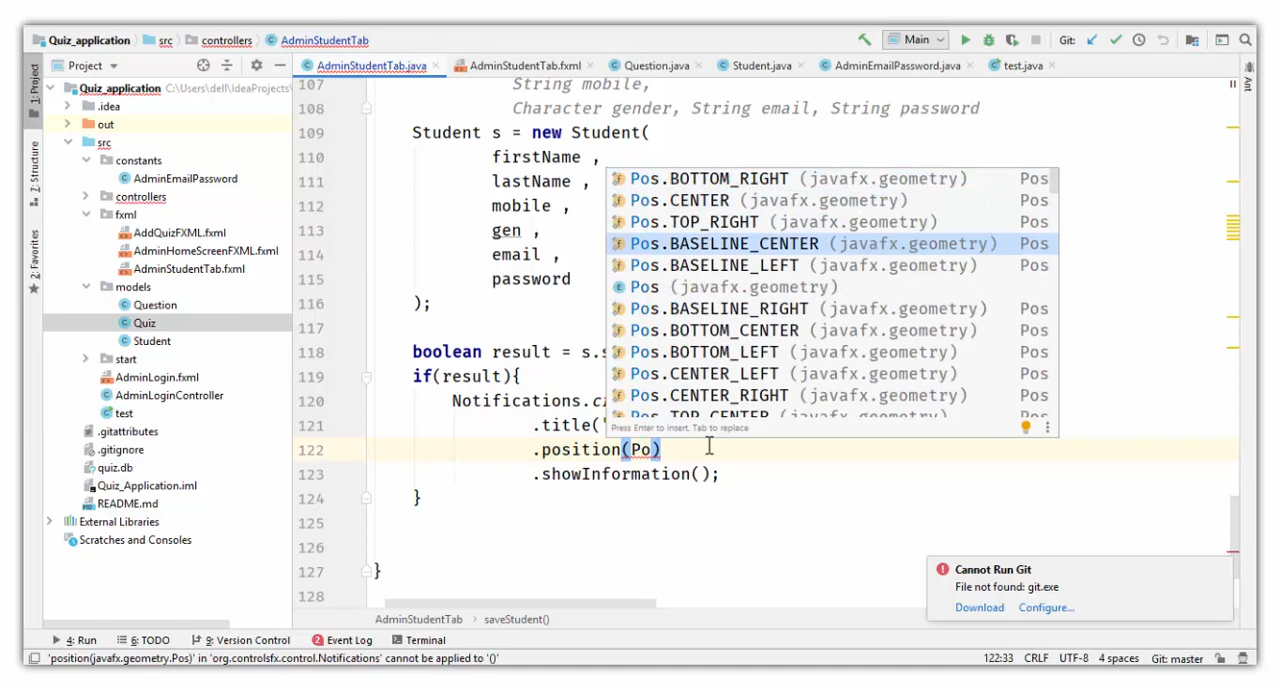 Quiz_application src controllers AdminStudentTab Main Git:
1: Project
7: Structure
2: Favorites
Ant
Project
AdminStudentTab.java AdminStudentTab.fxml Question.java Student.java AdminEmailPassword.java test.java
Quiz_application C:\Users\dell\IdeaProjects\
.idea
out
src
constants
AdminEmailPassword
controllers
fxml
AddQuizFXML.fxml
AdminHomeScreenFXML.fxml
AdminStudentTab.fxml
models
Question
Quiz
Student
start
AdminLogin.fxml
AdminLoginController
test
.gitattributes
.gitignore
quiz.db
Quiz_Application.iml
README.md
External Libraries
Scratches and Consoles
107 String mobile,
108 Character gender, String email, String password
109 Student s = new Student(
110 firstName ,
111 lastName ,
112 mobile ,
113 gen ,
114 email ,
115 password
116 );
117
118 boolean result = s.s
119 if(result){
120 Notifications.c
121 .title(
122 .position(Po)
123 .showInformation();
124 }
125
126
127 }
128
Pos.BOTTOM_RIGHT (javafx.geometry) Pos
Pos.CENTER (javafx.geometry) Pos
Pos.TOP_RIGHT (javafx.geometry) Pos
Pos.BASELINE_CENTER (javafx.geometry) Pos
Pos.BASELINE_LEFT (javafx.geometry) Pos
Pos (javafx.geometry)
Pos.BASELINE_RIGHT (javafx.geometry) Pos
Pos.BOTTOM_CENTER (javafx.geometry) Pos
Pos.BOTTOM_LEFT (javafx.geometry) Pos
Pos.CENTER_LEFT (javafx.geometry) Pos
Pos.CENTER_RIGHT (javafx.geometry) Pos
Pos.TOP_CENTER (javafx.geometry) Pos
Press Enter to insert, Tab to replace
Cannot Run Git
File not found: git.exe
Download Configure...
AdminStudentTab saveStudent()
4: Run 6: TODO 9: Version Control 2 Event Log Terminal
'position(javafx.geometry.Pos)' in 'org.controlsfx.control.Notifications' cannot be applied to '()' 122:33 CRLF UTF-8 4 spaces Git: master